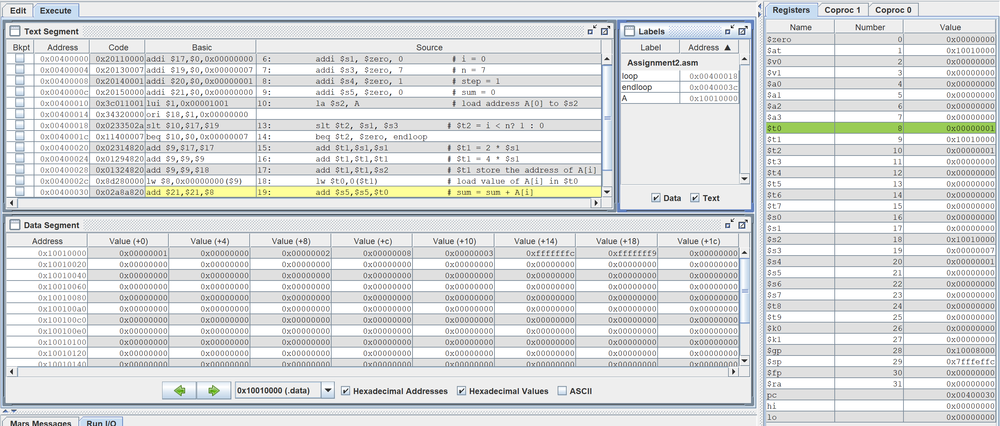 Edit Execute
Text Segment
Bkpt Address Code Basic Source
0x00400000 0x20110000 addi $17,$0,0x00000000 6: addi $s1, $zero, 0 # i = 0
0x00400004 0x20130007 addi $19,$0,0x00000007 7: addi $s3, $zero, 7 # n = 7
0x00400008 0x20140001 addi $20,$0,0x00000001 8: addi $s4, $zero, 1 # step = 1
0x0040000c 0x20150000 addi $21,$0,0x00000000 9: addi $s5, $zero, 0 # sum = 0
0x00400010 0x3c011001 lui $1,0x00001001 10: la $s2, A # load address A[0] to $s2
0x00400014 0x34320000 ori $18,$1,0x00000000
0x00400018 0x0233502a slt $10,$17,$19 13: slt $t2, $s1, $s3 # $t2 = i < n? 1 : 0
0x0040001c 0x11400007 beq $10,$0,0x00000007 14: beq $t2, $zero, endloop
0x00400020 0x02314820 add $9,$17,$17 15: add $t1,$s1,$s1 # $t1 = 2 * $s1
0x00400024 0x01294820 add $9,$9,$9 16: add $t1,$t1,$t1 # $t1 = 4 * $s1
0x00400028 0x01324820 add $9,$9,$18 17: add $t1,$t1,$s2 # $t1 store the address of A[i]
0x0040002c 0x8d280000 lw $8,0x00000000($9) 18: lw $t0,0($t1) # load value of A[i] in $t0
0x00400030 0x02a8a820 add $21,$21,$8 19: add $s5,$s5,$t0 # sum = sum + A[i]
Labels
Label Address ▲
Assignment2.asm
loop 0x00400018
endloop 0x0040003c
A 0x10010000
Data Text
Data Segment
Address Value (+0) Value (+4) Value (+8) Value (+c) Value (+10) Value (+14) Value (+18) Value (+1c)
0x10010000 0x00000001 0x00000000 0x00000002 0x00000008 0x00000003 0xfffffffc 0xfffffff9 0x00000000
0x10010020 0x00000000 0x00000000 0x00000000 0x00000000 0x00000000 0x00000000 0x00000000 0x00000000
0x10010040 0x00000000 0x00000000 0x00000000 0x00000000 0x00000000 0x00000000 0x00000000 0x00000000
0x10010060 0x00000000 0x00000000 0x00000000 0x00000000 0x00000000 0x00000000 0x00000000 0x00000000
0x10010080 0x00000000 0x00000000 0x00000000 0x00000000 0x00000000 0x00000000 0x00000000 0x00000000
0x100100a0 0x00000000 0x00000000 0x00000000 0x00000000 0x00000000 0x00000000 0x00000000 0x00000000
0x100100c0 0x00000000 0x00000000 0x00000000 0x00000000 0x00000000 0x00000000 0x00000000 0x00000000
0x100100e0 0x00000000 0x00000000 0x00000000 0x00000000 0x00000000 0x00000000 0x00000000 0x00000000
0x10010100 0x00000000 0x00000000 0x00000000 0x00000000 0x00000000 0x00000000 0x00000000 0x00000000
0x10010120 0x00000000 0x00000000 0x00000000 0x00000000 0x00000000 0x00000000 0x00000000 0x00000000
0x10010140 0x00000000 0x00000000 0x00000000 0x00000000 0x00000000 0x00000000 0x00000000 0x00000000
0x10010000 (.data) Hexadecimal Addresses Hexadecimal Values ASCII
Mars Messages Run I/O
Registers Coproc 1 Coproc 0
Name Number Value
$zero 0 0x00000000
$at 1 0x10010000
$v0 2 0x00000000
$v1 3 0x00000000
$a0 4 0x00000000
$a1 5 0x00000000
$a2 6 0x00000000
$a3 7 0x00000000
$t0 8 0x00000001
$t1 9 0x10010000
$t2 10 0x00000001
$t3 11 0x00000000
$t4 12 0x00000000
$t5 13 0x00000000
$t6 14 0x00000000
$t7 15 0x00000000
$s0 16 0x00000000
$s1 17 0x00000000
$s2 18 0x10010000
$s3 19 0x00000007
$s4 20 0x00000001
$s5 21 0x00000000
$s6 22 0x00000000
$s7 23 0x00000000
$t8 24 0x00000000
$t9 25 0x00000000
$k0 26 0x00000000
$k1 27 0x00000000
$gp 28 0x10008000
$sp 29 0x7fffeffc
$fp 30 0x00000000
$ra 31 0x00000000
pc 0x00400030
hi 0x00000000
lo 0x00000000